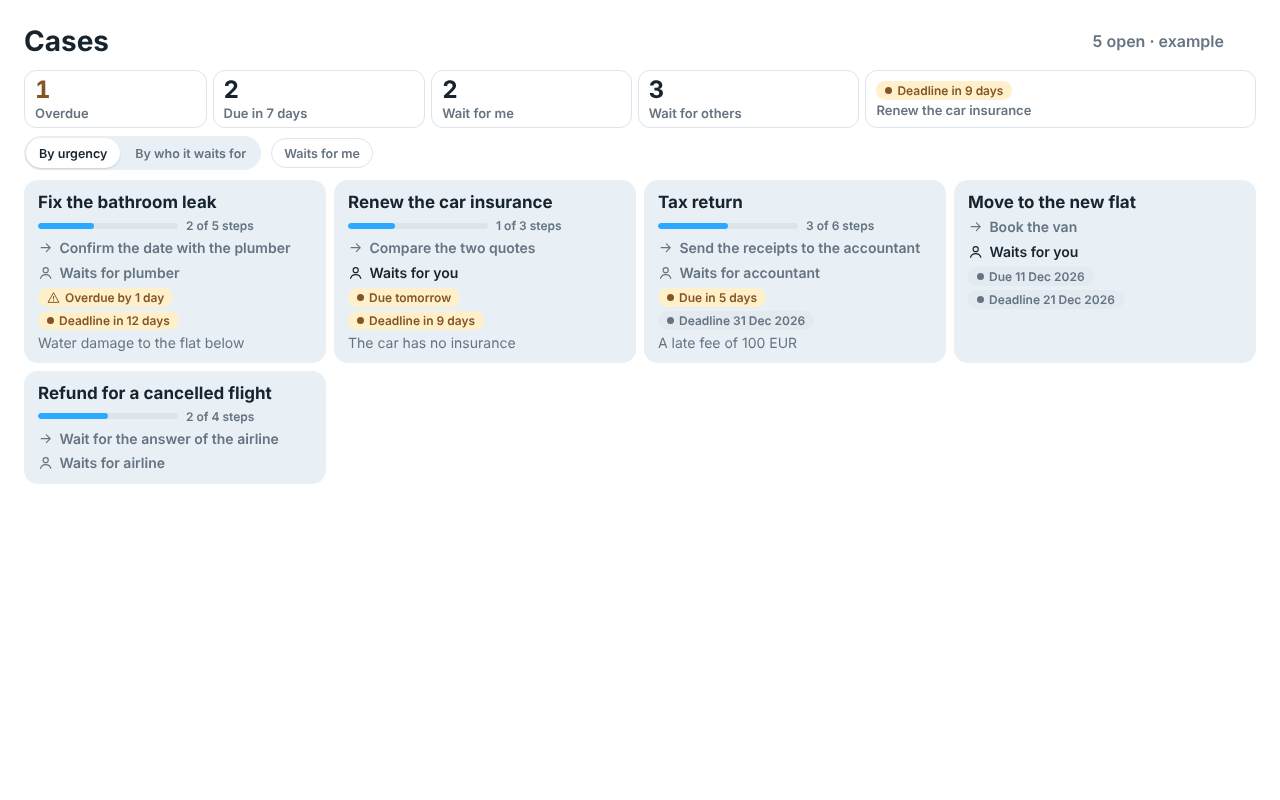 Cases
5 open · example
1
Overdue
2
Due in 7 days
2
Wait for me
3
Wait for others
Deadline in 9 days
Renew the car insurance
By urgency
By who it waits for
Waits for me
Fix the bathroom leak
2 of 5 steps
Confirm the date with the plumber
Waits for plumber
Overdue by 1 day
Deadline in 12 days
Water damage to the flat below
Renew the car insurance
1 of 3 steps
Compare the two quotes
Waits for you
Due tomorrow
Deadline in 9 days
The car has no insurance
Tax return
3 of 6 steps
Send the receipts to the accountant
Waits for accountant
Due in 5 days
Deadline 31 Dec 2026
A late fee of 100 EUR
Move to the new flat
Book the van
Waits for you
Due 11 Dec 2026
Deadline 21 Dec 2026
Refund for a cancelled flight
2 of 4 steps
Wait for the answer of the airline
Waits for airline